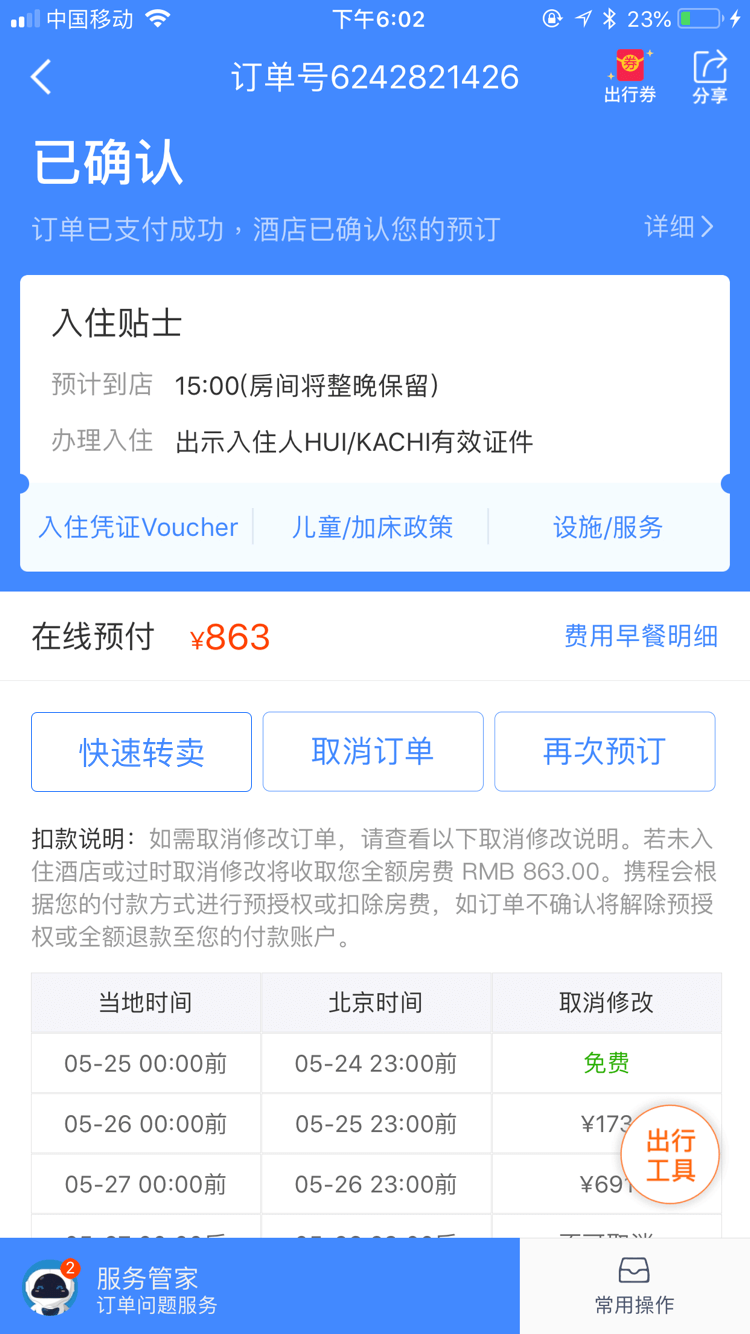 中国移动 下午6:02 23%
订单号6242821426
券
出行券 分享
已确认
订单已支付成功，酒店已确认您的预订 详细
入住贴士
预计到店 15:00(房间将整晚保留)
办理入住 出示入住人HUI/KACHI有效证件
入住凭证Voucher 儿童/加床政策 设施/服务
在线预付 ¥863 费用早餐明细
快速转卖 取消订单 再次预订
扣款说明：如需取消修改订单，请查看以下取消修改说明。若未入
住酒店或过时取消修改将收取您全额房费 RMB 863.00。携程会根
据您的付款方式进行预授权或扣除房费，如订单不确认将解除预授
权或全额退款至您的付款账户。
当地时间 北京时间 取消修改
05-25 00:00前 05-24 23:00前 免费
05-26 00:00前 05-25 23:00前 ¥173
05-27 00:00前 05-26 23:00前 ¥691
出行
工具
2
服务管家
订单问题服务
常用操作